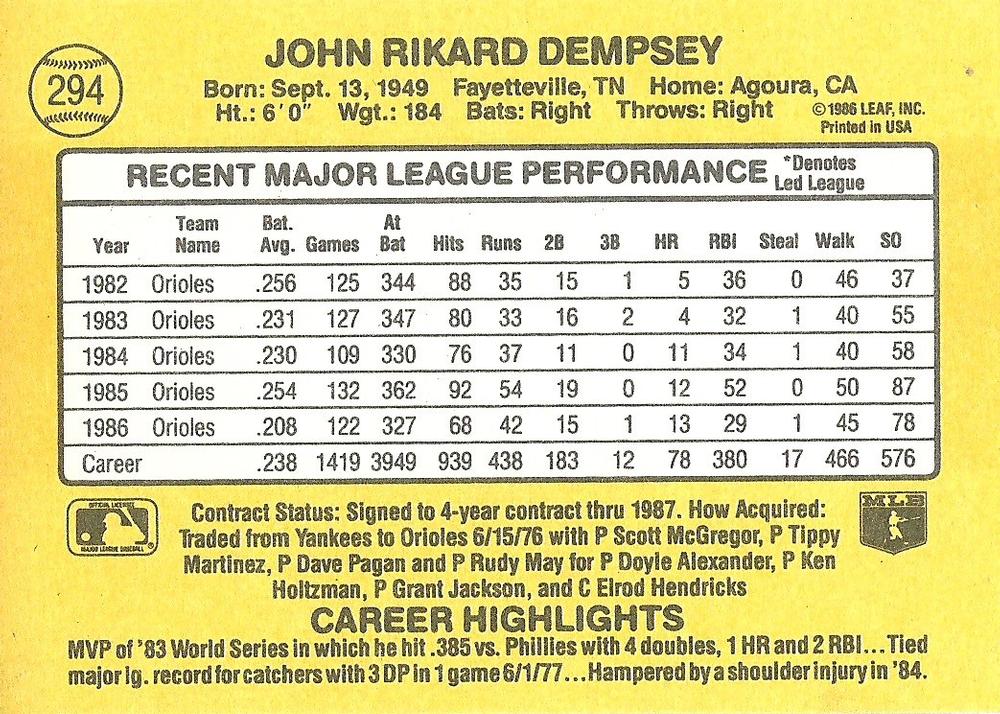 294
JOHN RIKARD DEMPSEY
Born: Sept. 13, 1949 Fayetteville, TN Home: Agoura, CA
Ht.: 6'0" Wgt.: 184 Bats: Right Throws: Right
©1986 LEAF, INC.
Printed in USA
RECENT MAJOR LEAGUE PERFORMANCE
*Denotes
Led League
Year Team Name Bat. Avg. Games At Bat Hits Runs 2B 3B HR RBI Steal Walk SO
1982 Orioles .256 125 344 88 35 15 1 5 36 0 46 37
1983 Orioles .231 127 347 80 33 16 2 4 32 1 40 55
1984 Orioles .230 109 330 76 37 11 0 11 34 1 40 58
1985 Orioles .254 132 362 92 54 19 0 12 52 0 50 87
1986 Orioles .208 122 327 68 42 15 1 13 29 1 45 78
Career .238 1419 3949 939 438 183 12 78 380 17 466 576
OFFICIAL LICENSEE
MAJOR LEAGUE BASEBALL
MLB
Contract Status: Signed to 4-year contract thru 1987. How Acquired:
Traded from Yankees to Orioles 6/15/76 with P Scott McGregor, P Tippy
Martinez, P Dave Pagan and P Rudy May for P Doyle Alexander, P Ken
Holtzman, P Grant Jackson, and C Elrod Hendricks
CAREER HIGHLIGHTS
MVP of '83 World Series in which he hit .385 vs. Phillies with 4 doubles, 1 HR and 2 RBI...Tied
major lg. record for catchers with 3 DP in 1 game 6/1/77...Hampered by a shoulder injury in '84.